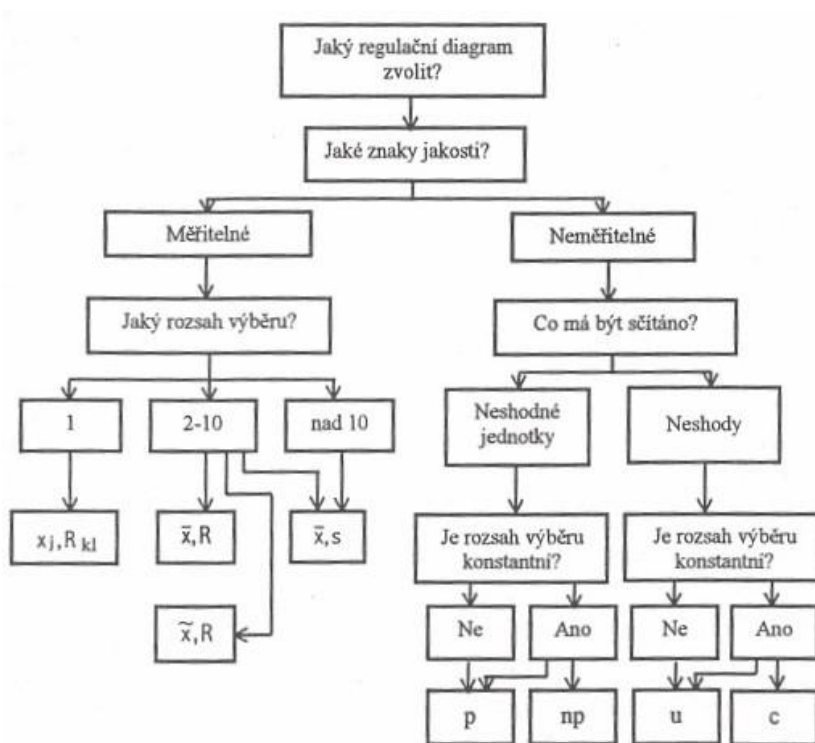 Jaký regulační diagram
zvolit?
Jaké znaky jakosti?
Měřitelné
Neměřitelné
Jaký rozsah výběru?
Co má být sčítáno?
1
2-10
nad 10
Neshodné
jednotky
Neshody
x̄,R
x̄,s
xj,Rkl
Je rozsah výběru
konstantní?
Je rozsah výběru
konstantní?
x̃,R
Ne
Ano
Ne
Ano
p
np
u
c